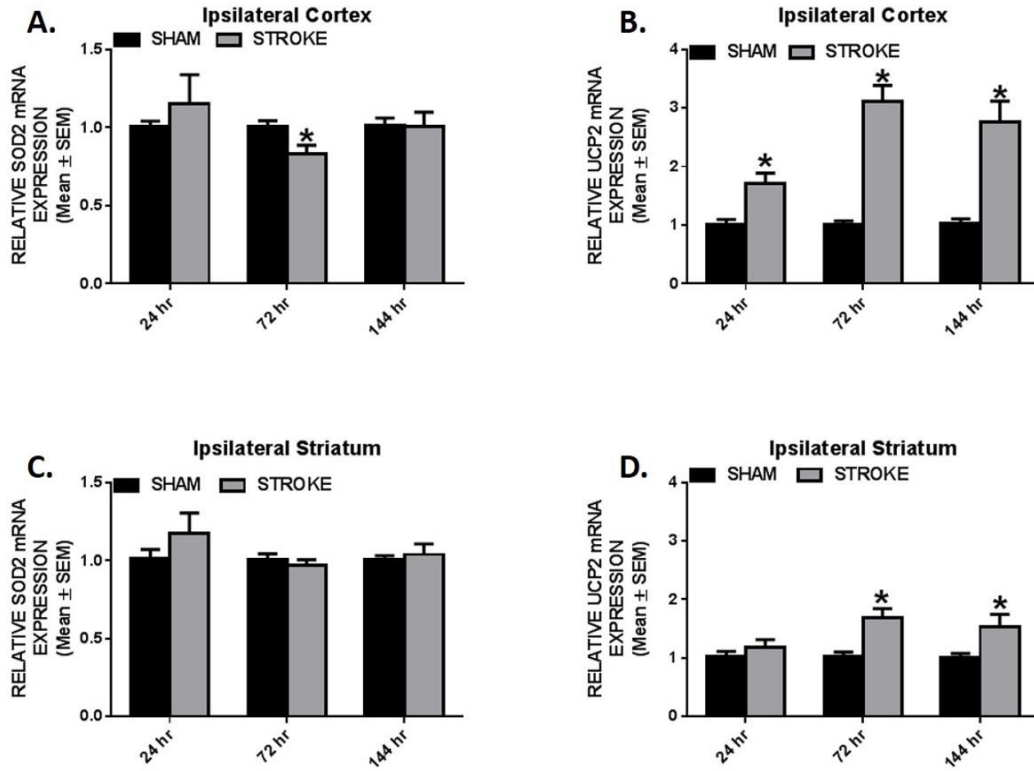 A.
Ipsilateral Cortex
SHAM STROKE
RELATIVE SOD2 mRNA
EXPRESSION
(Mean ± SEM)
1.5
1.0
0.5
0.0
*
24 hr
72 hr
144 hr
B.
Ipsilateral Cortex
SHAM STROKE
RELATIVE UCP2 mRNA
EXPRESSION
(Mean ± SEM)
4
3
2
1
0
*
*
*
24 hr
72 hr
144 hr
C.
Ipsilateral Striatum
SHAM STROKE
RELATIVE SOD2 mRNA
EXPRESSION
(Mean ± SEM)
1.5
1.0
0.5
0.0
24 hr
72 hr
144 hr
D.
Ipsilateral Striatum
SHAM STROKE
RELATIVE UCP2 mRNA
EXPRESSION
(Mean ± SEM)
4
3
2
1
0
*
*
24 hr
72 hr
144 hr